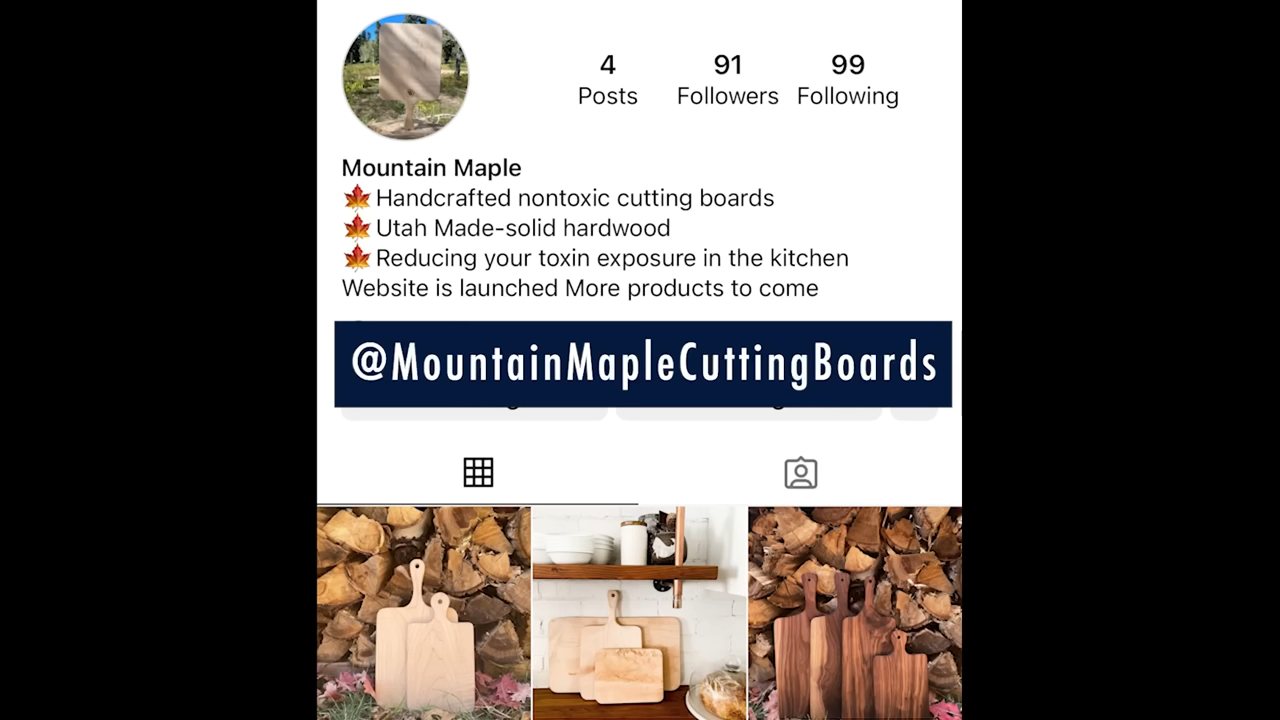 4 91 99
Posts Followers Following
Mountain Maple
🍁Handcrafted nontoxic cutting boards
🍁Utah Made-solid hardwood
🍁Reducing your toxin exposure in the kitchen
Website is launched More products to come
@MountainMapleCuttingBoards